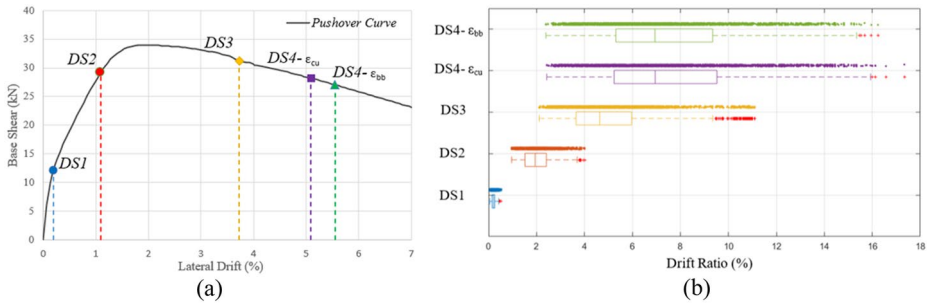 Pushover Curve
DS1
DS2
DS3
DS4- εcu
DS4- εbb
Base Shear (kN)
40
35
30
25
20
15
10
5
0
0 1 2 3 4 5 6 7
Lateral Drift (%)
(a)
DS4- εbb
DS4- εcu
DS3
DS2
DS1
0 2 4 6 8 10 12 14 16 18
Drift Ratio (%)
(b)